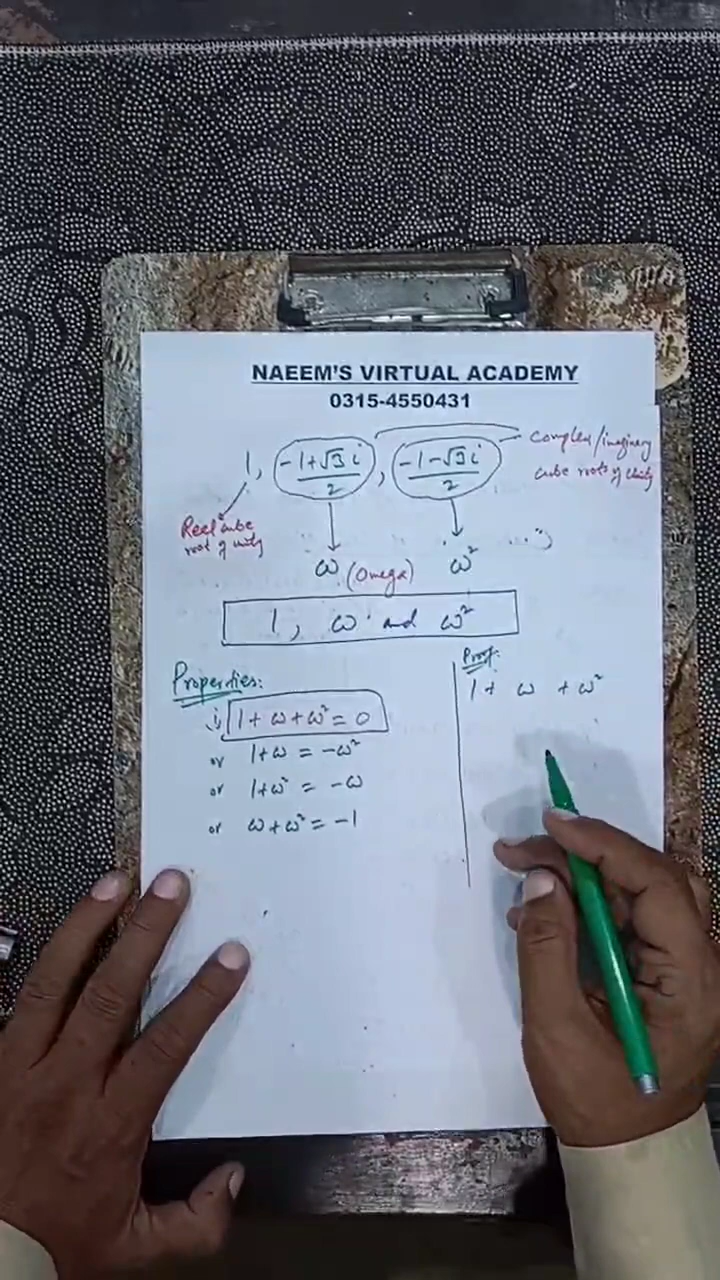 NAEEM'S VIRTUAL ACADEMY
0315-4550431
1, (-1+√3i)/2, (-1-√3i)/2
Complex/imaginary
cube roots of unity
Real cube
root of unity
ω (Omega) ω²
1, ω and ω²
Properties:
i, 1+ω+ω²=0
or 1+ω = -ω²
or 1+ω² = -ω
or ω+ω² = -1
Proof:
1+ ω +ω²